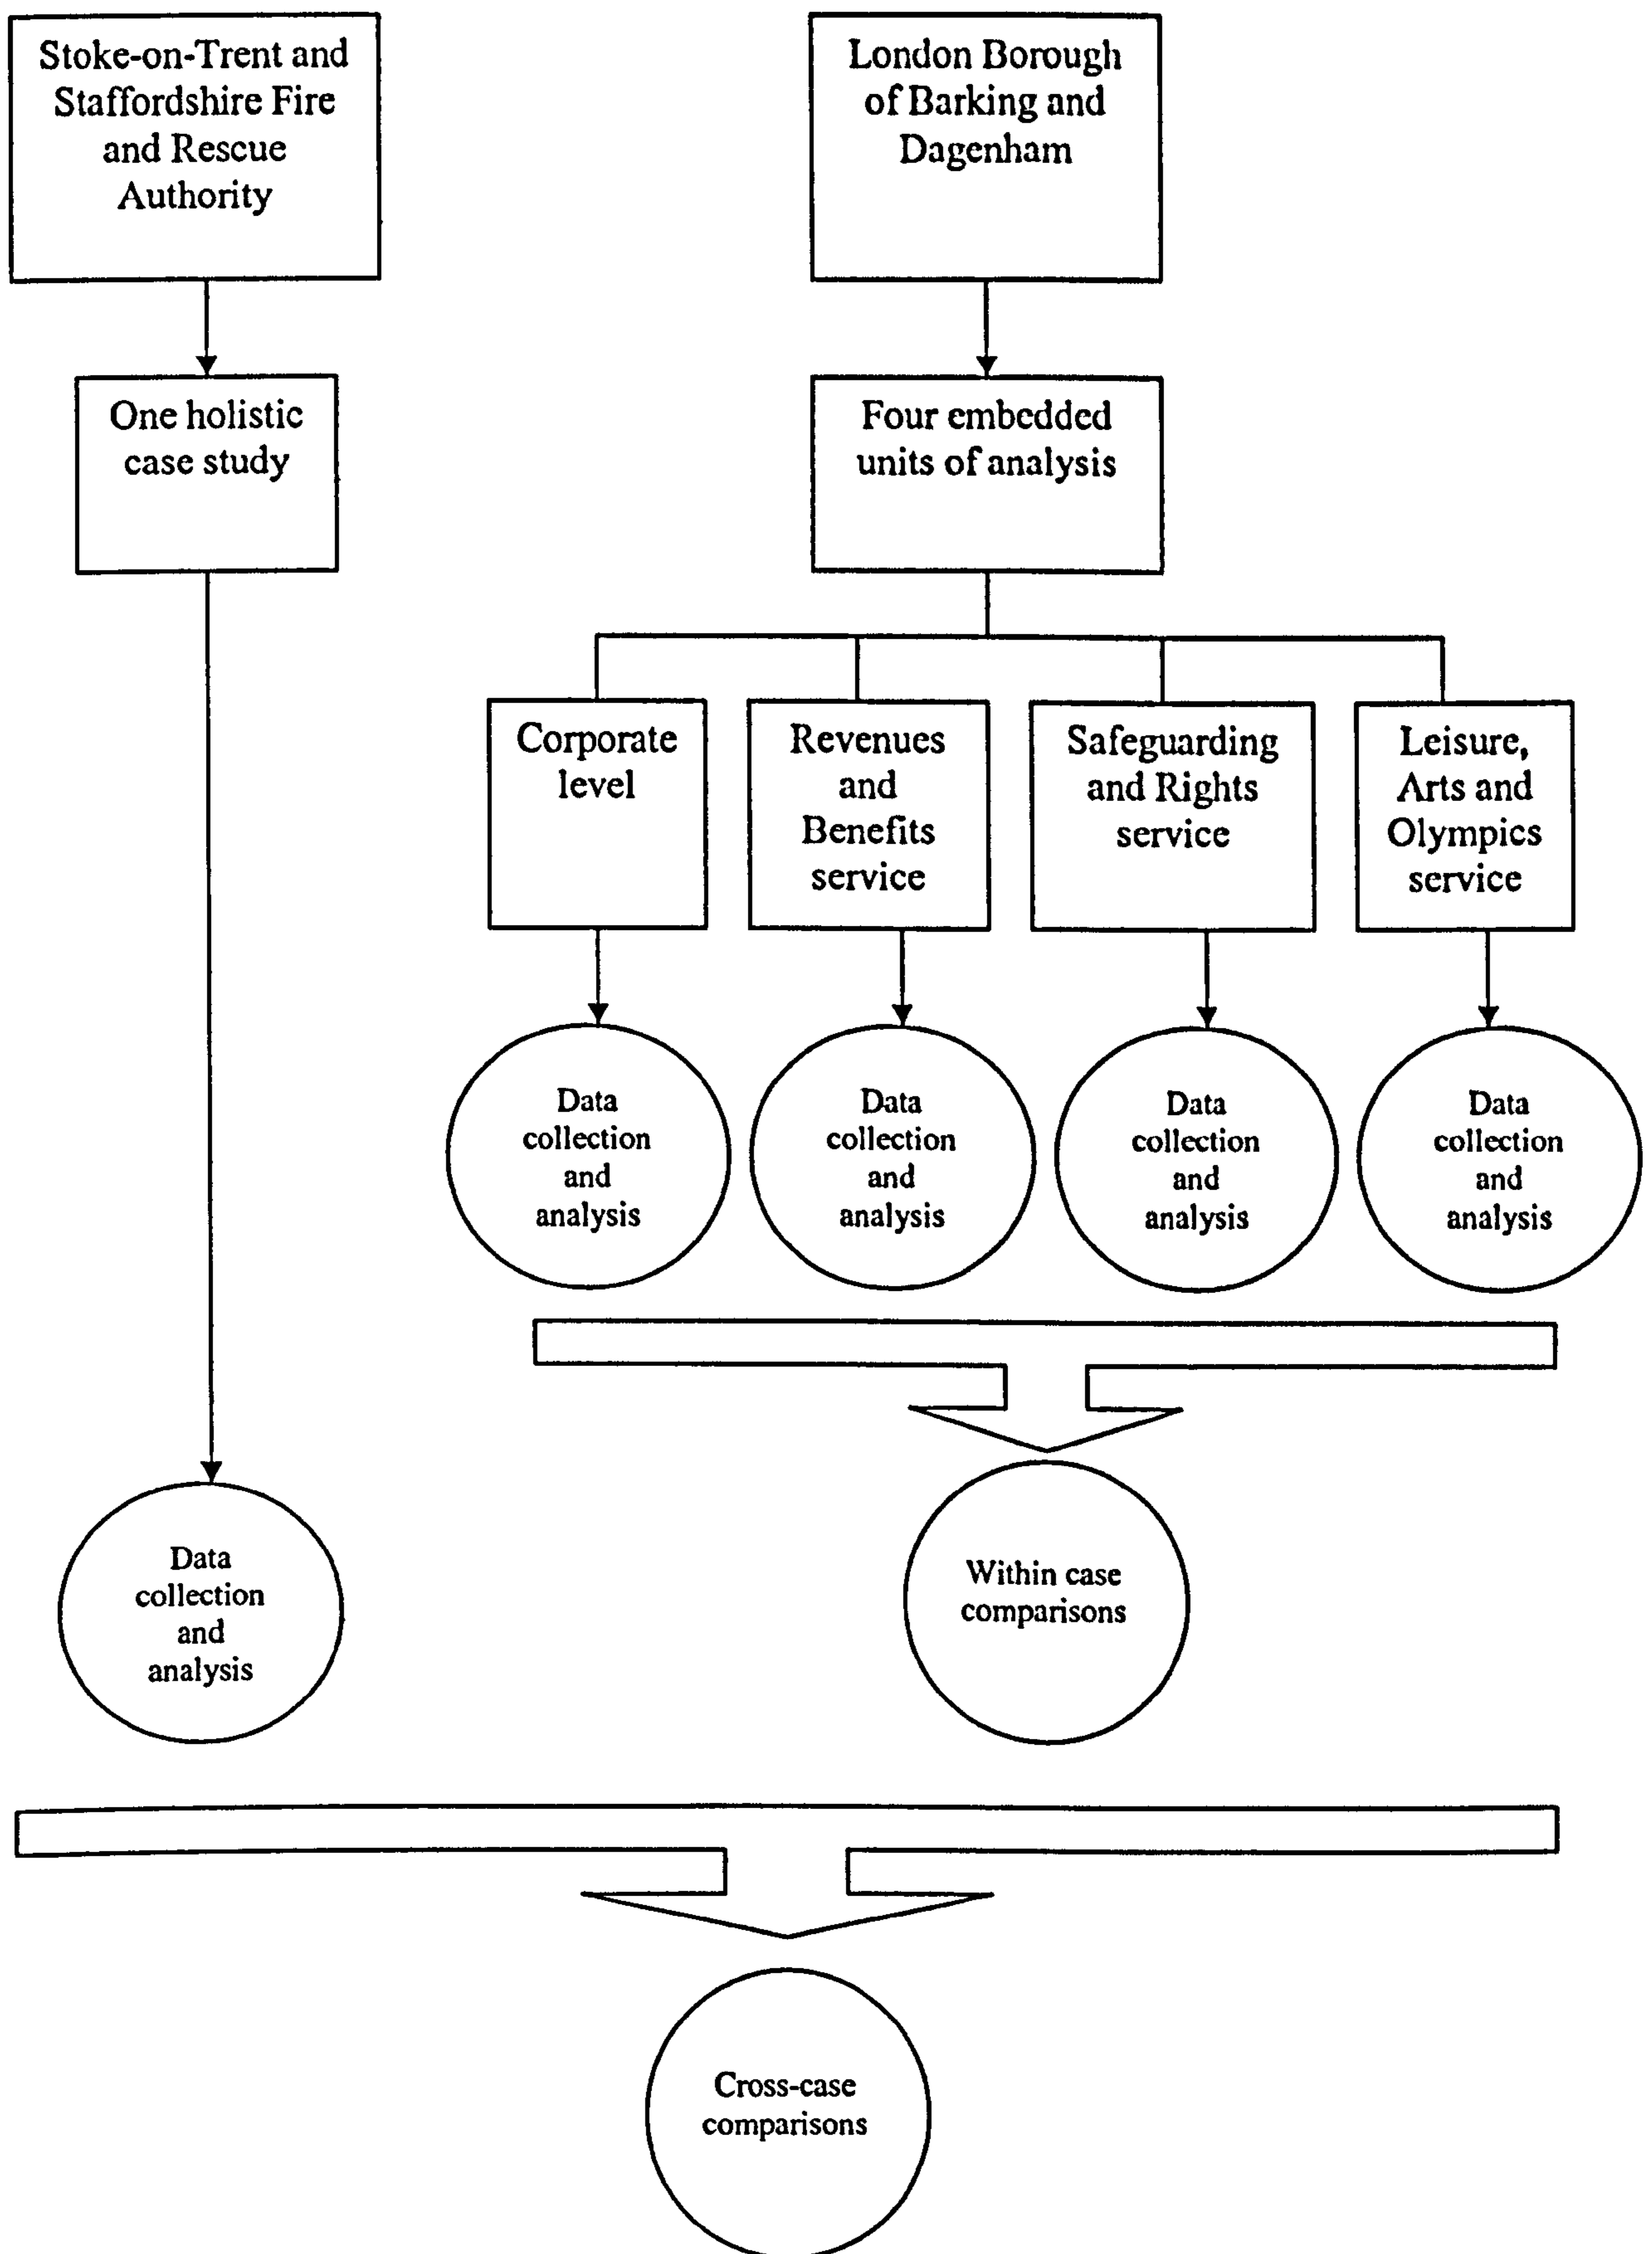 Stoke-on-Trent and
Staffordshire Fire
and Rescue
Authority
London Borough
of Barking and
Dagenham
One holistic
case study
Four embedded
units of analysis
Corporate
level
Revenues
and
Benefits
service
Safeguarding
and Rights
service
Leisure,
Arts and
Olympics
service
Data
collection
and
analysis
Data
collection
and
analysis
Data
collection
and
analysis
Data
collection
and
analysis
Data
collection
and
analysis
Within case
comparisons
Cross-case
comparisons